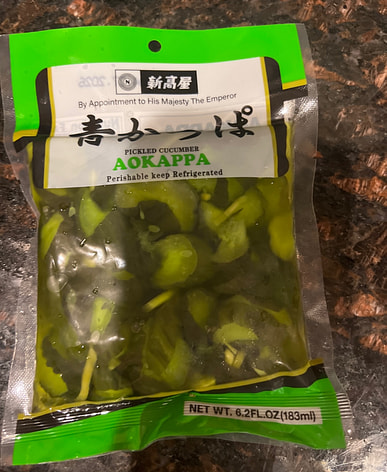 新高屋
By Appointment to His Majesty The Emperor
青かっぱ
PICKLED CUCUMBER
AOKAPPA
Perishable keep Refrigerated
NET WT. 6.2FL.OZ(183ml)